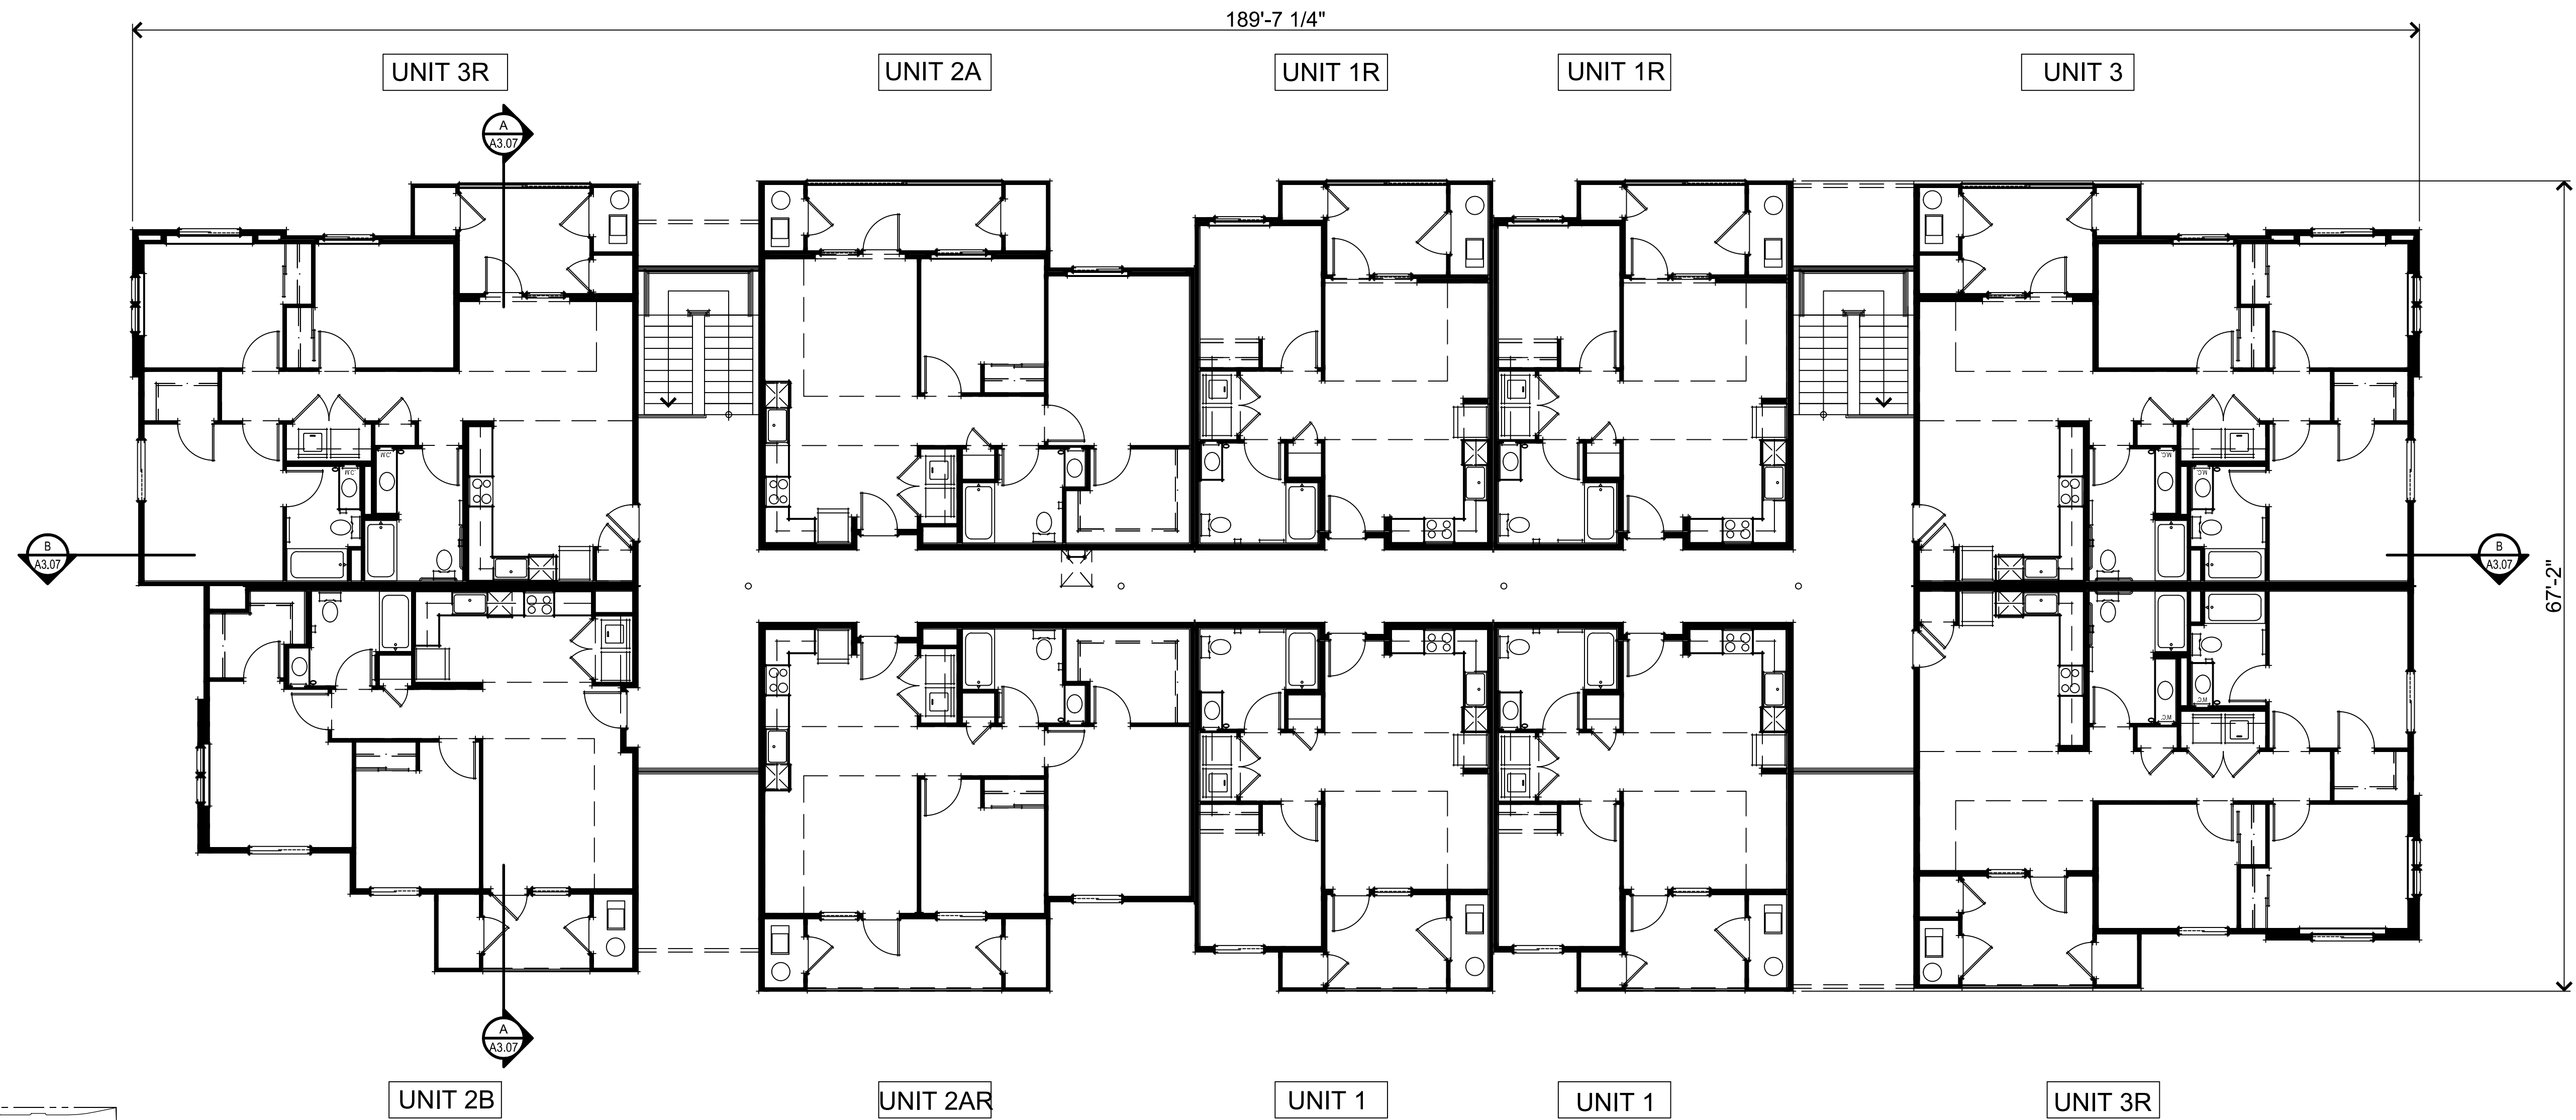 189'-7 1/4"
UNIT 3R
UNIT 2A
UNIT 1R
UNIT 1R
UNIT 3
A
A3.07
M.C.
M.C.
M.C.
M.C.
B
A3.07
B
A3.07
67'-2"
M.C.
M.C.
A
A3.07
UNIT 2B
UNIT 2AR
UNIT 1
UNIT 1
UNIT 3R